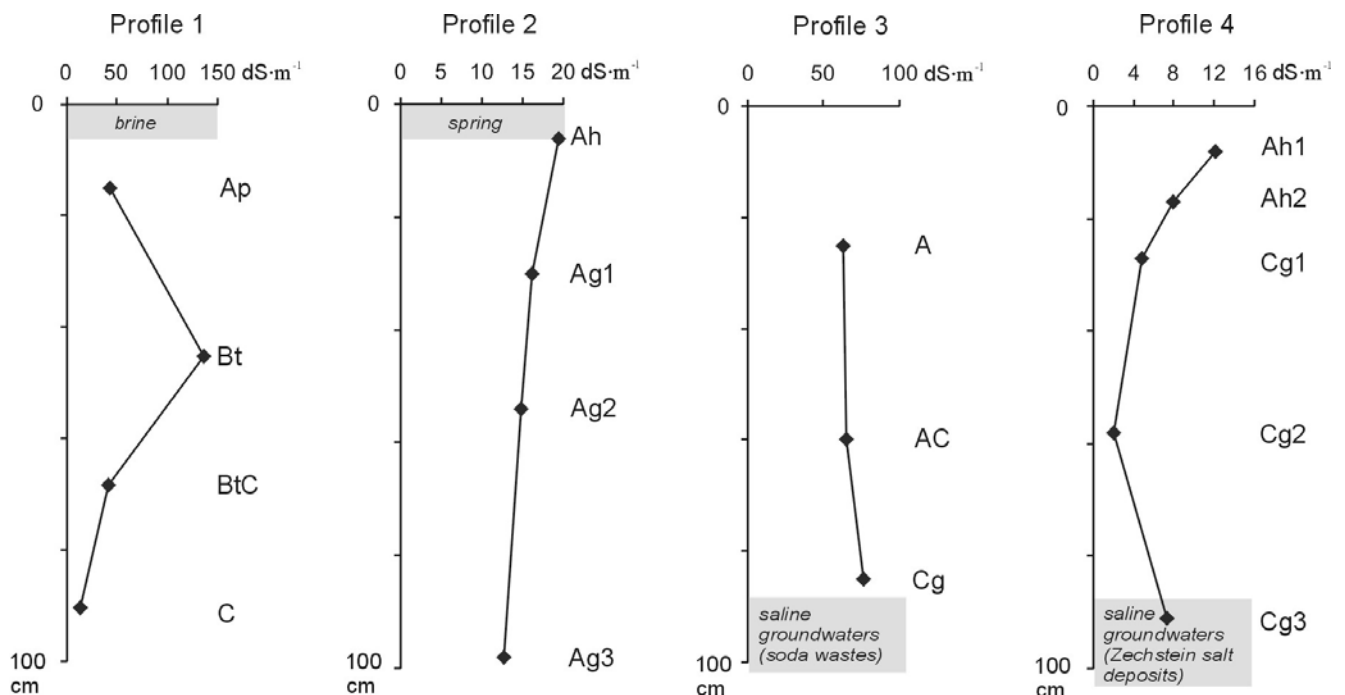 Profile 1
0 50 100 150 dS·m⁻¹
0
brine
Ap
Bt
BtC
C
100
cm
Profile 2
0 5 10 15 20 dS·m⁻¹
0
spring
Ah
Ag1
Ag2
Ag3
100
cm
Profile 3
0 50 100 dS·m⁻¹
0
A
AC
Cg
saline
groundwaters
(soda wastes)
100
cm
Profile 4
0 4 8 12 16 dS·m⁻¹
0
Ah1
Ah2
Cg1
Cg2
Cg3
saline
groundwaters
(Zechstein salt
deposits)
100
cm